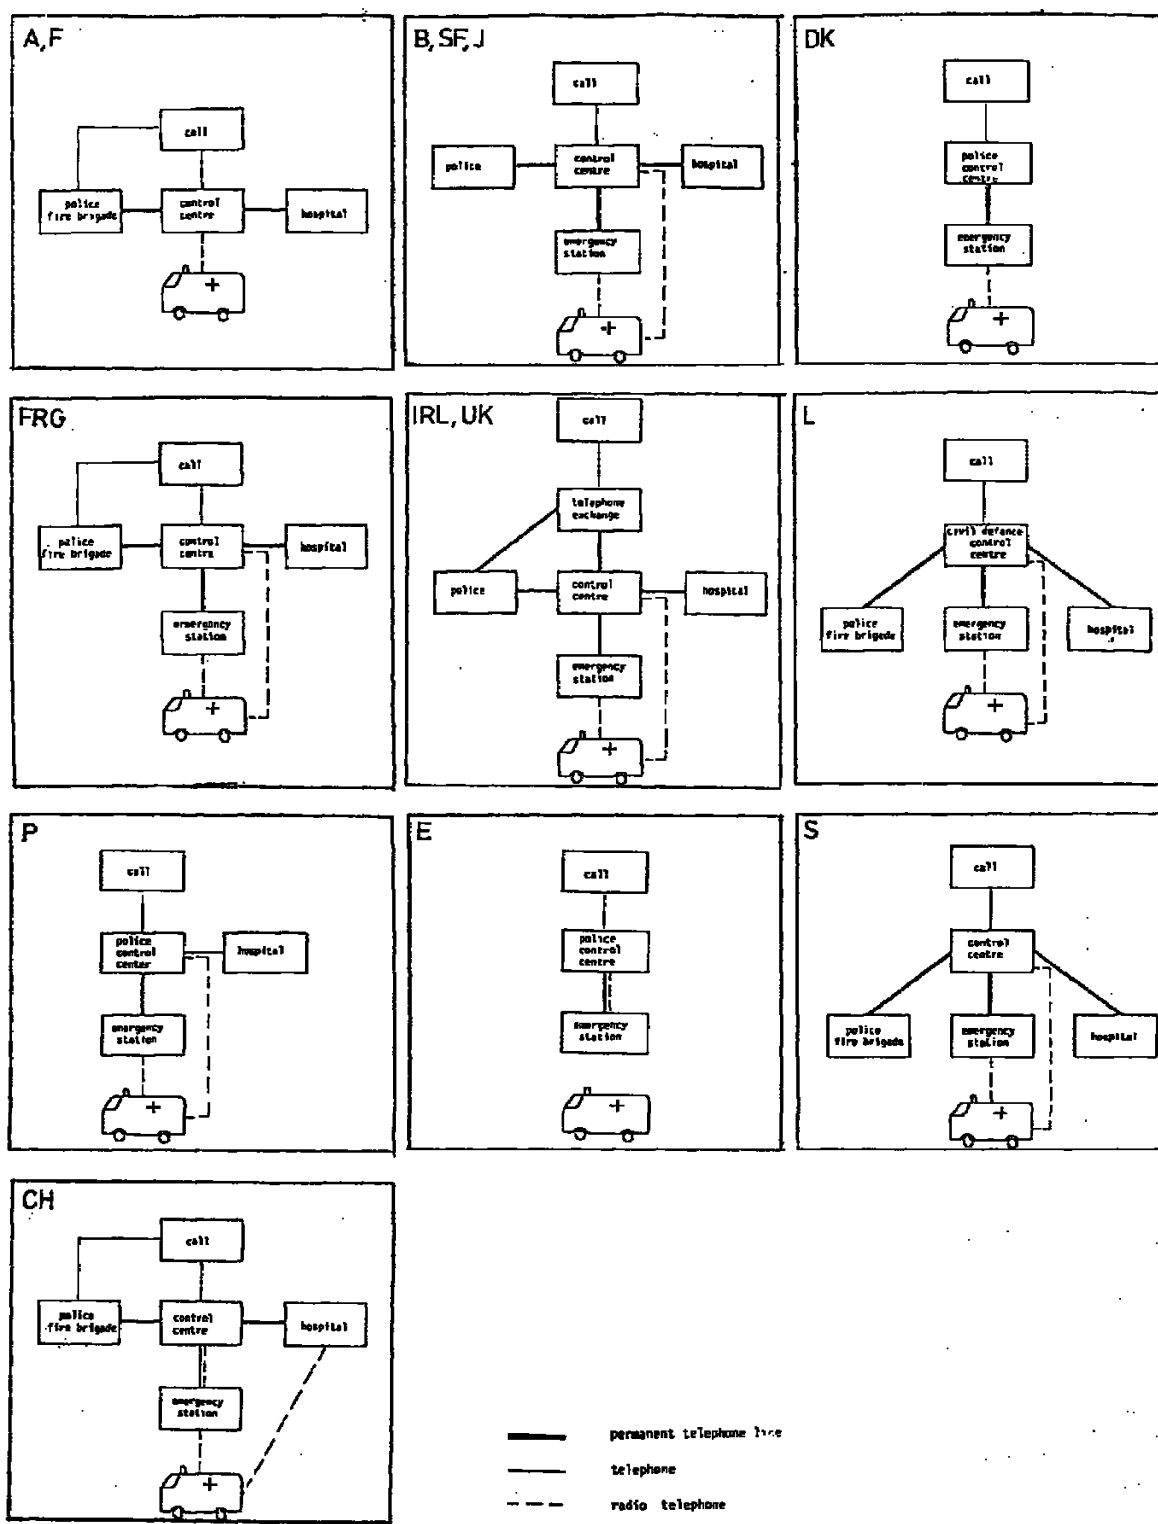 A, F
call
police
fire brigade
control
centre
hospital
B, SF, J
call
police
control
centre
hospital
emergency
station
DK
call
police
control
centre
emergency
station
FRG
call
police
fire brigade
control
centre
hospital
emergency
station
IRL, UK
call
telephone
exchange
police
control
centre
hospital
emergency
station
L
call
civil defence
control
centre
police
fire brigade
emergency
station
hospital
P
call
police
control
center
hospital
emergency
station
E
call
police
control
centre
emergency
station
S
call
control
centre
police
fire brigade
emergency
station
hospital
CH
call
police
fire brigade
control
centre
hospital
emergency
station
permanent telephone line
telephone
radio telephone